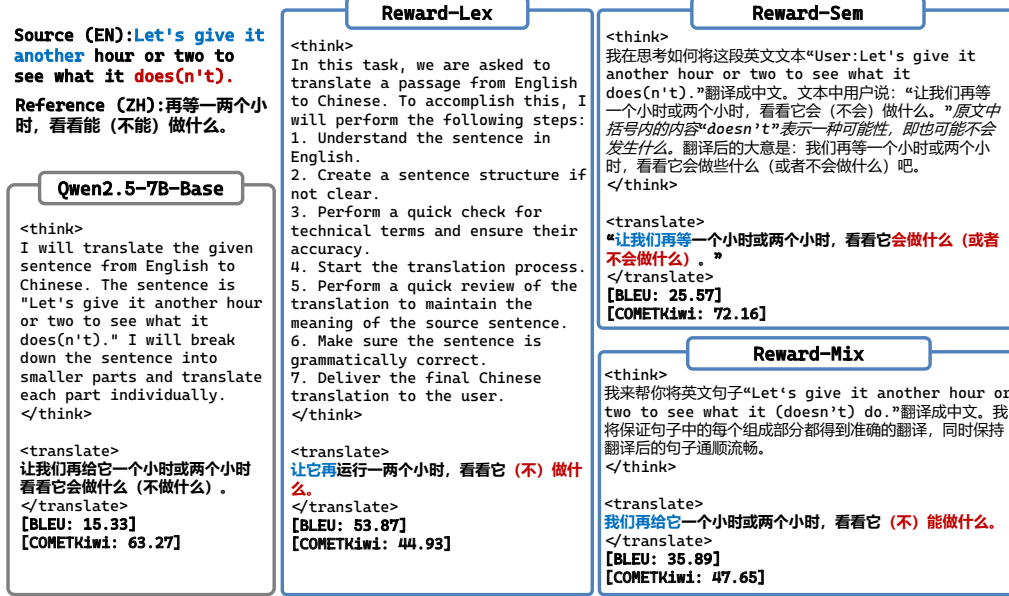 Source (EN):Let's give it
another hour or two to
see what it does(n't).
Reference (ZH):再等一两个小
时，看看能（不能）做什么。
Qwen2.5-7B-Base
<think>
I will translate the given
sentence from English to
Chinese. The sentence is
"Let's give it another hour
or two to see what it
does(n't)." I will break
down the sentence into
smaller parts and translate
each part individually.
</think>
<translate>
让我们再给它一个小时或两个小时
看看它会做什么（不做什么）。
</translate>
[BLEU: 15.33]
[COMETKiwi: 63.27]
Reward-Lex
<think>
In this task, we are asked to
translate a passage from English
to Chinese. To accomplish this, I
will perform the following steps:
1. Understand the sentence in
English.
2. Create a sentence structure if
not clear.
3. Perform a quick check for
technical terms and ensure their
accuracy.
4. Start the translation process.
5. Perform a quick review of the
translation to maintain the
meaning of the source sentence.
6. Make sure the sentence is
grammatically correct.
7. Deliver the final Chinese
translation to the user.
</think>
<translate>
让它再运行一两个小时，看看它（不）做什
么。
</translate>
[BLEU: 53.87]
[COMETKiwi: 44.93]
Reward-Sem
<think>
我在思考如何将这段英文文本“User:Let's give it
another hour or two to see what it
does(n't)."翻译成中文。文本中用户说：“让我们再等
一个小时或两个小时，看看它会（不会）做什么。”原文中
括号内的内容“doesn't”表示一种可能性，即也可能不会
发生什么。翻译后的大意是：我们再等一个小时或两个小
时，看看它会做些什么（或者不会做什么）吧。
</think>
<translate>
“让我们再等一个小时或两个小时，看看它会做什么（或者
不会做什么）。”
</translate>
[BLEU: 25.57]
[COMETKiwi: 72.16]
Reward-Mix
<think>
我来帮你将英文句子“Let‘s give it another hour or
two to see what it (doesn’t) do.”翻译成中文。我
将保证句子中的每个组成部分都得到准确的翻译，同时保持
翻译后的句子通顺流畅。
</think>
<translate>
我们再给它一个小时或两个小时，看看它（不）能做什么。
</translate>
[BLEU: 35.89]
[COMETKiwi: 47.65]